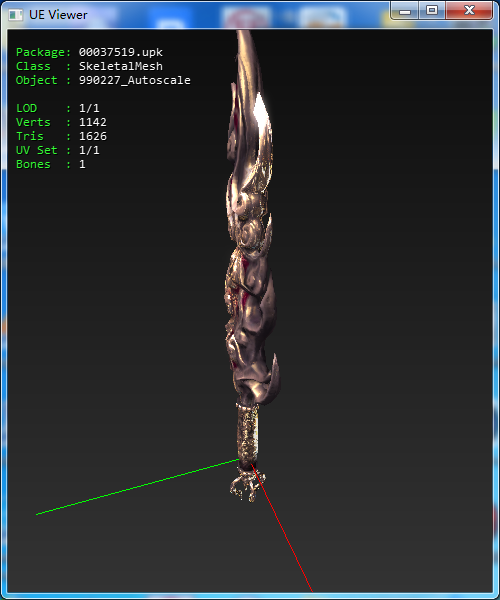 UE Viewer
Package: 00037519.upk
Class : SkeletalMesh
Object : 990227_Autoscale
LOD : 1/1
Verts : 1142
Tris : 1626
UV Set : 1/1
Bones : 1